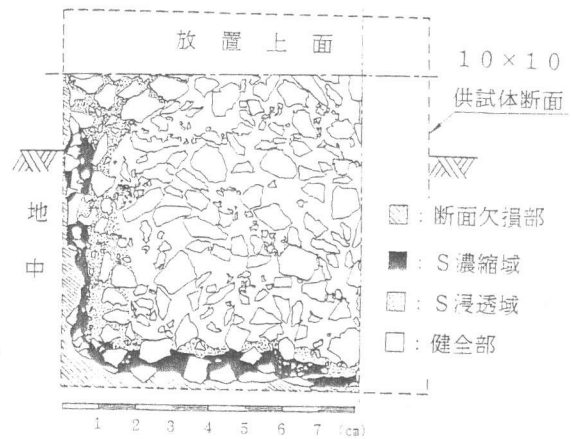 放置上面
10×10
供試体断面
地中
: 断面欠損部
: S濃縮域
: S浸透域
: 健全部
1 2 3 4 5 6 7 (cm)